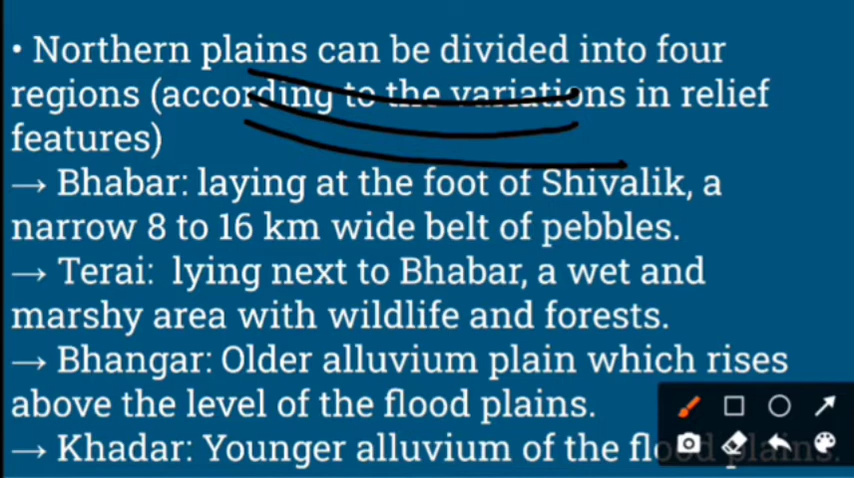 • Northern plains can be divided into four
regions (according to the variations in relief
features)
→ Bhabar: laying at the foot of Shivalik, a
narrow 8 to 16 km wide belt of pebbles.
→ Terai: lying next to Bhabar, a wet and
marshy area with wildlife and forests.
→ Bhangar: Older alluvium plain which rises
above the level of the flood plains.
→ Khadar: Younger alluvium of the flood plains.